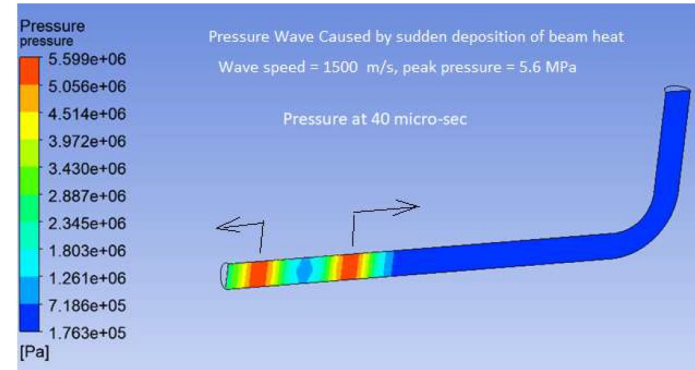 Pressure
pressure
Pressure Wave Caused by sudden deposition of beam heat
Wave speed = 1500 m/s, peak pressure = 5.6 MPa
Pressure at 40 micro-sec
5.599e+06
5.056e+06
4.514e+06
3.972e+06
3.430e+06
2.887e+06
2.345e+06
1.803e+06
1.261e+06
7.186e+05
1.763e+05
[Pa]